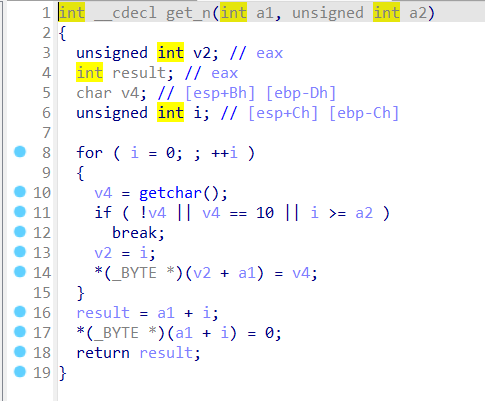 1 int __cdecl get_n(int a1, unsigned int a2)
2 {
3 unsigned int v2; // eax
4 int result; // eax
5 char v4; // [esp+Bh] [ebp-Dh]
6 unsigned int i; // [esp+Ch] [ebp-Ch]
7
8 for ( i = 0; ; ++i )
9 {
10 v4 = getchar();
11 if ( !v4 || v4 == 10 || i >= a2 )
12 break;
13 v2 = i;
14 *(_BYTE *)(v2 + a1) = v4;
15 }
16 result = a1 + i;
17 *(_BYTE *)(a1 + i) = 0;
18 return result;
19 }